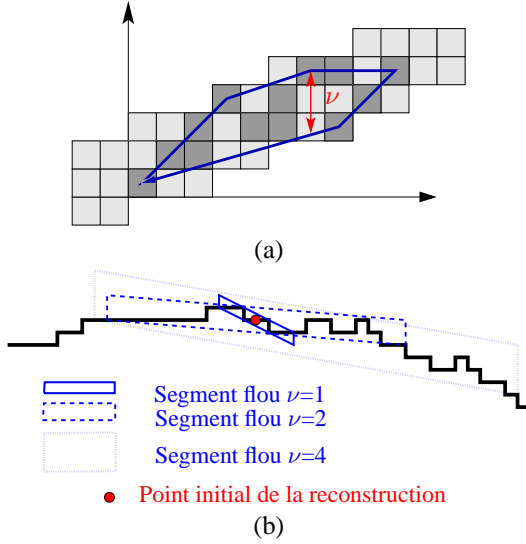 ν
(a)
Segment flou ν=1
Segment flou ν=2
Segment flou ν=4
Point initial de la reconstruction
(b)